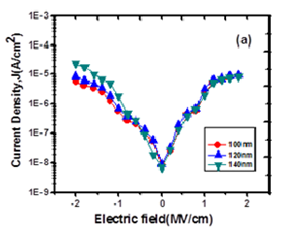 (a)
1E-3
1E-4
1E-5
1E-6
1E-7
1E-8
1E-9
Current Density,J(A/cm²)
100nm
120nm
140nm
-2 -1 0 1 2
Electric field(MV/cm)